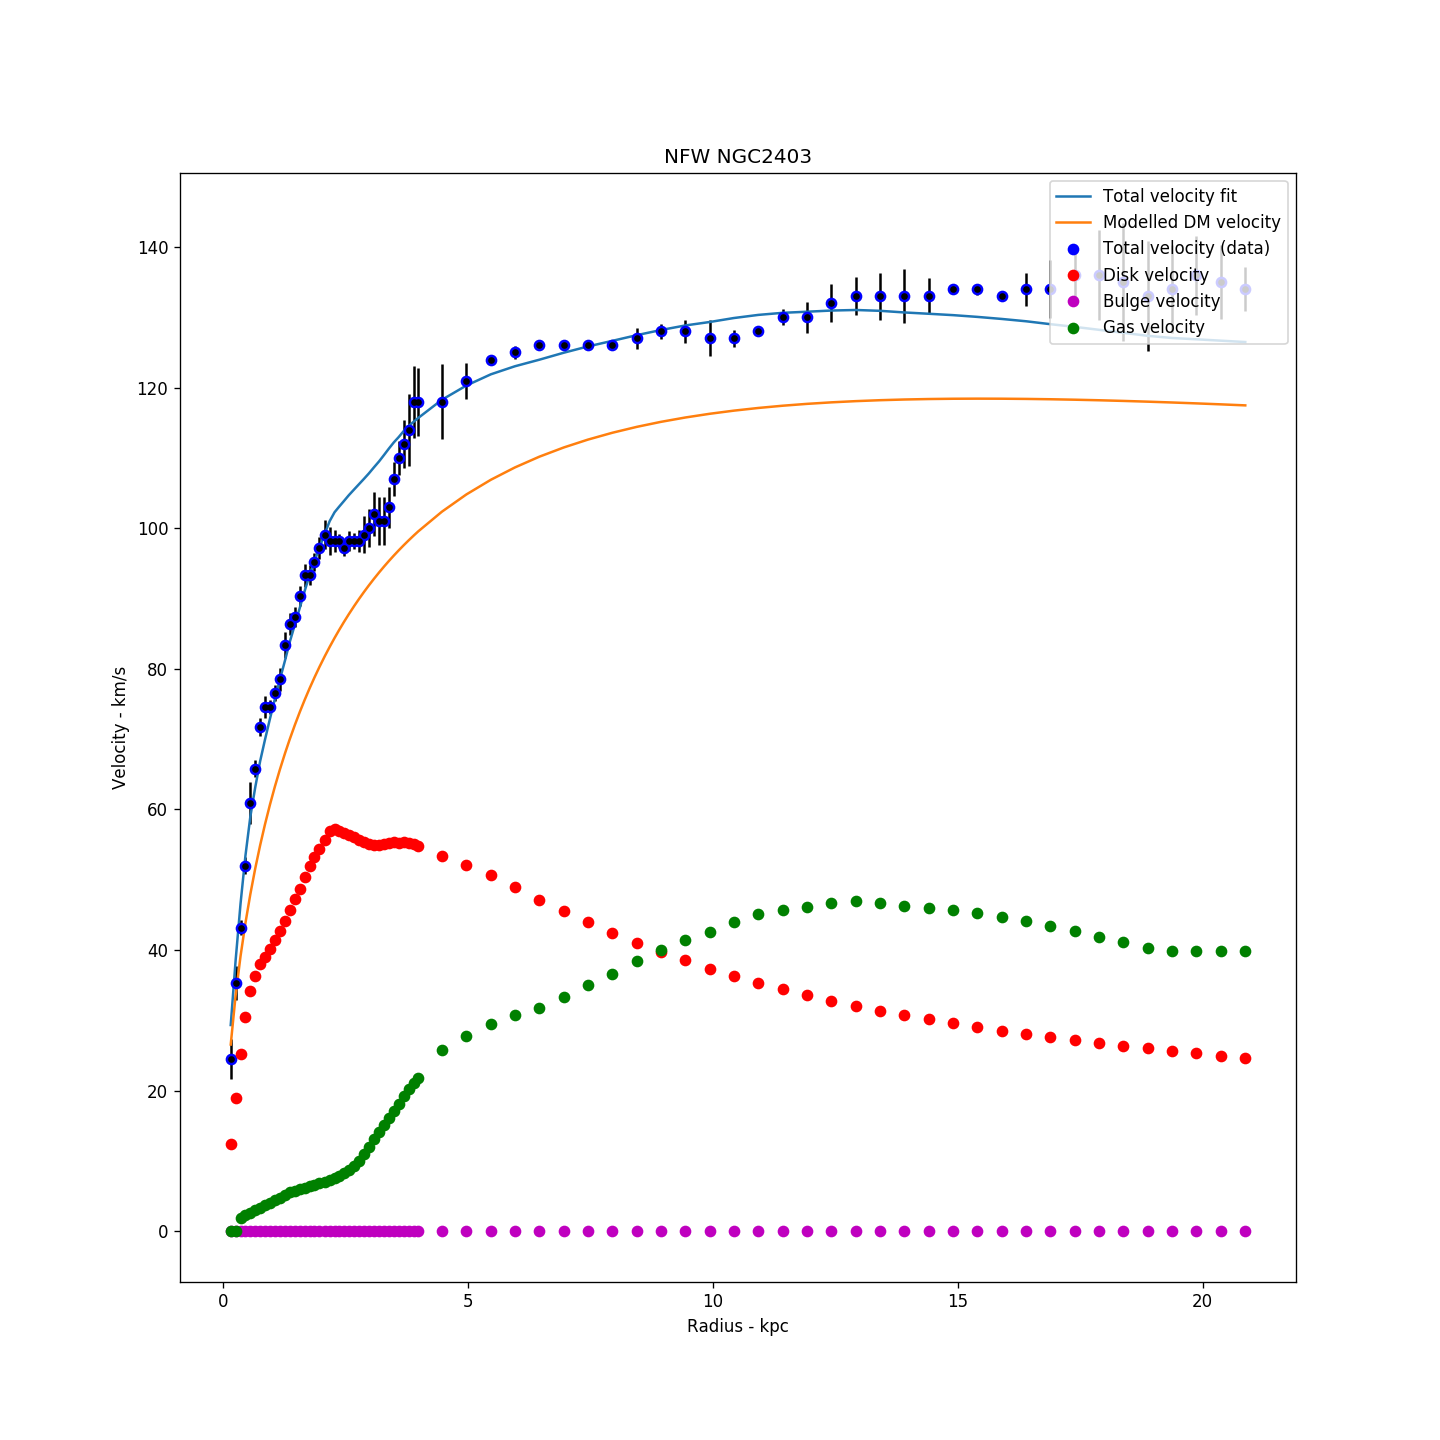 NFW NGC2403
Total velocity fit
Modelled DM velocity
Total velocity (data)
Disk velocity
Bulge velocity
Gas velocity
140
120
100
80
60
40
20
0
Velocity - km/s
0 5 10 15 20
Radius - kpc